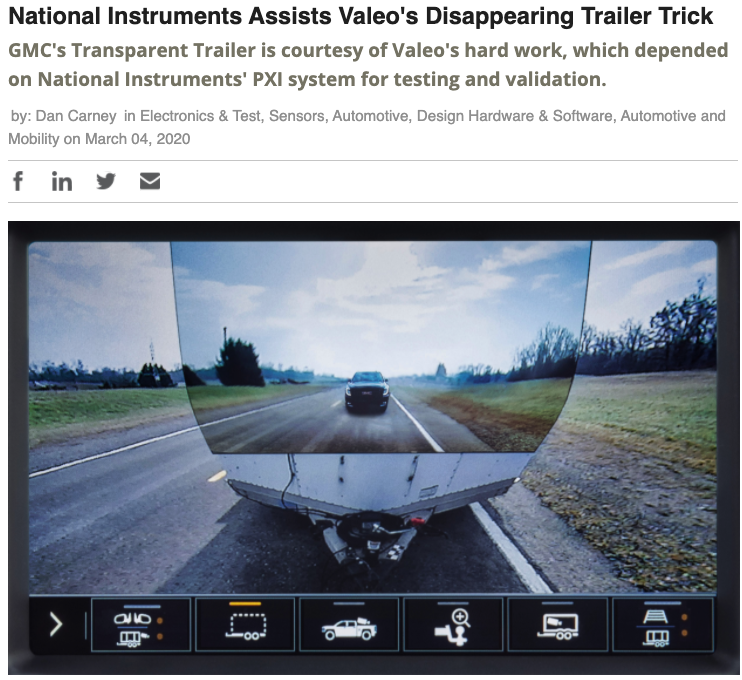 National Instruments Assists Valeo's Disappearing Trailer Trick
GMC's Transparent Trailer is courtesy of Valeo's hard work, which depended
on National Instruments' PXI system for testing and validation.
by: Dan Carney in Electronics & Test, Sensors, Automotive, Design Hardware & Software, Automotive and
Mobility on March 04, 2020